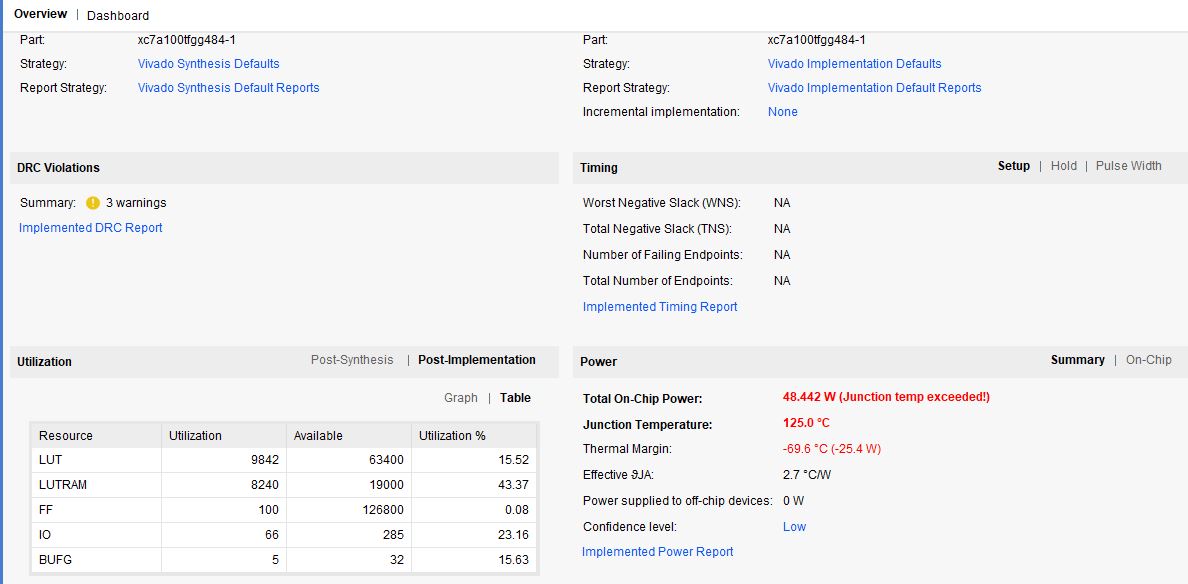 Overview | Dashboard
Part: xc7a100tfgg484-1
Strategy: Vivado Synthesis Defaults
Report Strategy: Vivado Synthesis Default Reports
Part: xc7a100tfgg484-1
Strategy: Vivado Implementation Defaults
Report Strategy: Vivado Implementation Default Reports
Incremental implementation: None
DRC Violations
Summary: 3 warnings
Implemented DRC Report
Timing Setup | Hold | Pulse Width
Worst Negative Slack (WNS): NA
Total Negative Slack (TNS): NA
Number of Failing Endpoints: NA
Total Number of Endpoints: NA
Implemented Timing Report
Utilization Post-Synthesis | Post-Implementation
Graph | Table
Resource Utilization Available Utilization %
LUT 9842 63400 15.52
LUTRAM 8240 19000 43.37
FF 100 126800 0.08
IO 66 285 23.16
BUFG 5 32 15.63
Power Summary | On-Chip
Total On-Chip Power: 48.442 W (Junction temp exceeded!)
Junction Temperature: 125.0 °C
Thermal Margin: -69.6 °C (-25.4 W)
Effective ϑJA: 2.7 °C/W
Power supplied to off-chip devices: 0 W
Confidence level: Low
Implemented Power Report